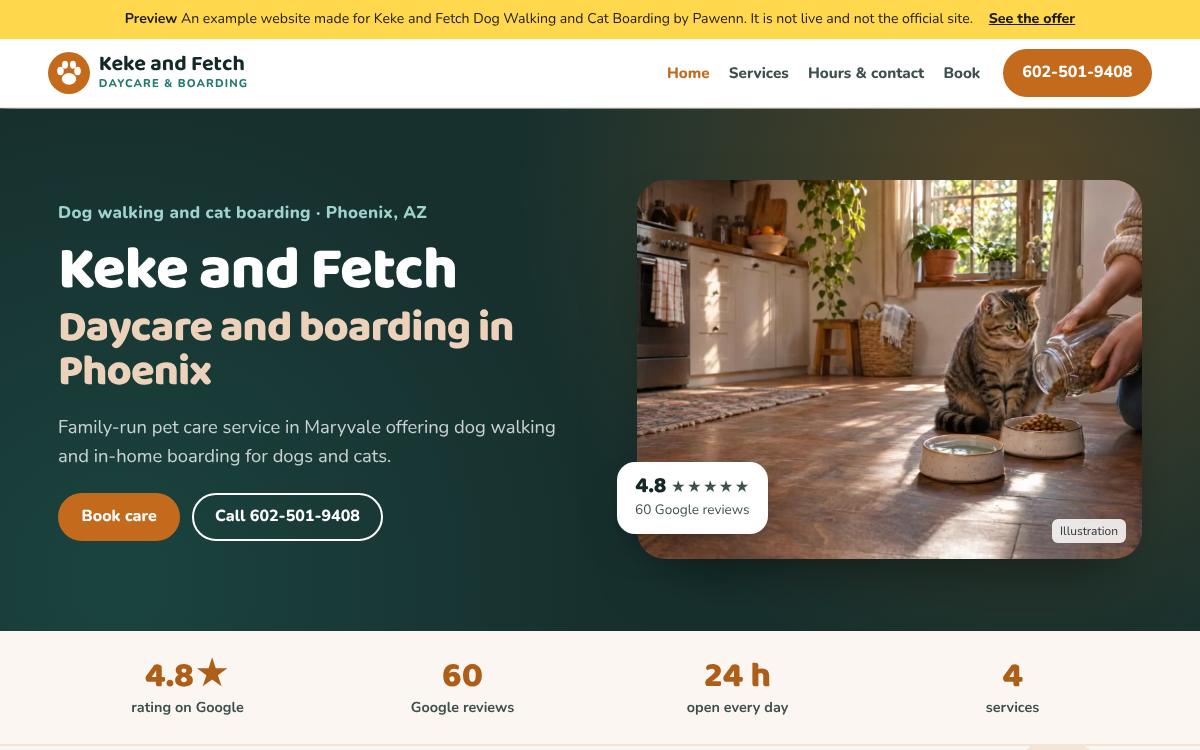 Preview An example website made for Keke and Fetch Dog Walking and Cat Boarding by Pawenn. It is not live and not the official site. See the offer
Keke and Fetch
DAYCARE & BOARDING
Home Services Hours & contact Book 602-501-9408
Dog walking and cat boarding · Phoenix, AZ
Keke and Fetch
Daycare and boarding in
Phoenix
Family-run pet care service in Maryvale offering dog walking
and in-home boarding for dogs and cats.
Book care Call 602-501-9408
4.8 ★★★★★
60 Google reviews
Illustration
4.8★ 60 24 h 4
rating on Google Google reviews open every day services